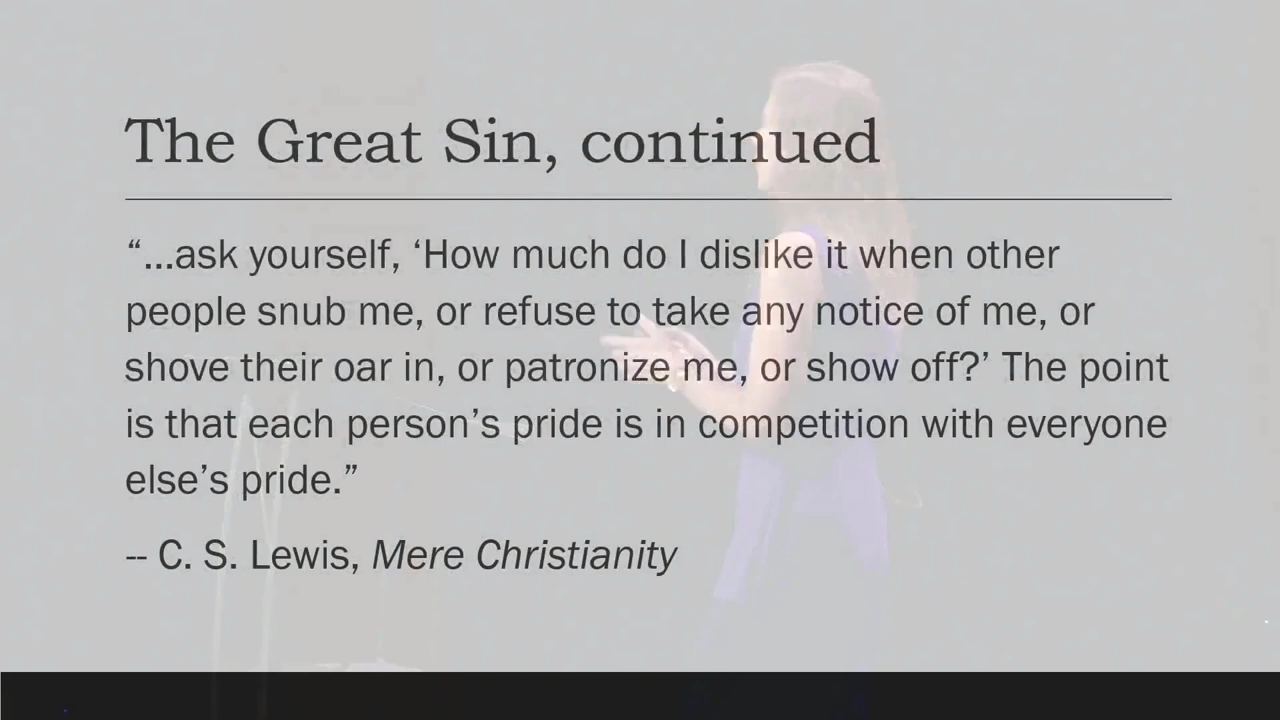 The Great Sin, continued
“...ask yourself, ‘How much do I dislike it when other
people snub me, or refuse to take any notice of me, or
shove their oar in, or patronize me, or show off?’ The point
is that each person’s pride is in competition with everyone
else’s pride.”
-- C. S. Lewis, Mere Christianity